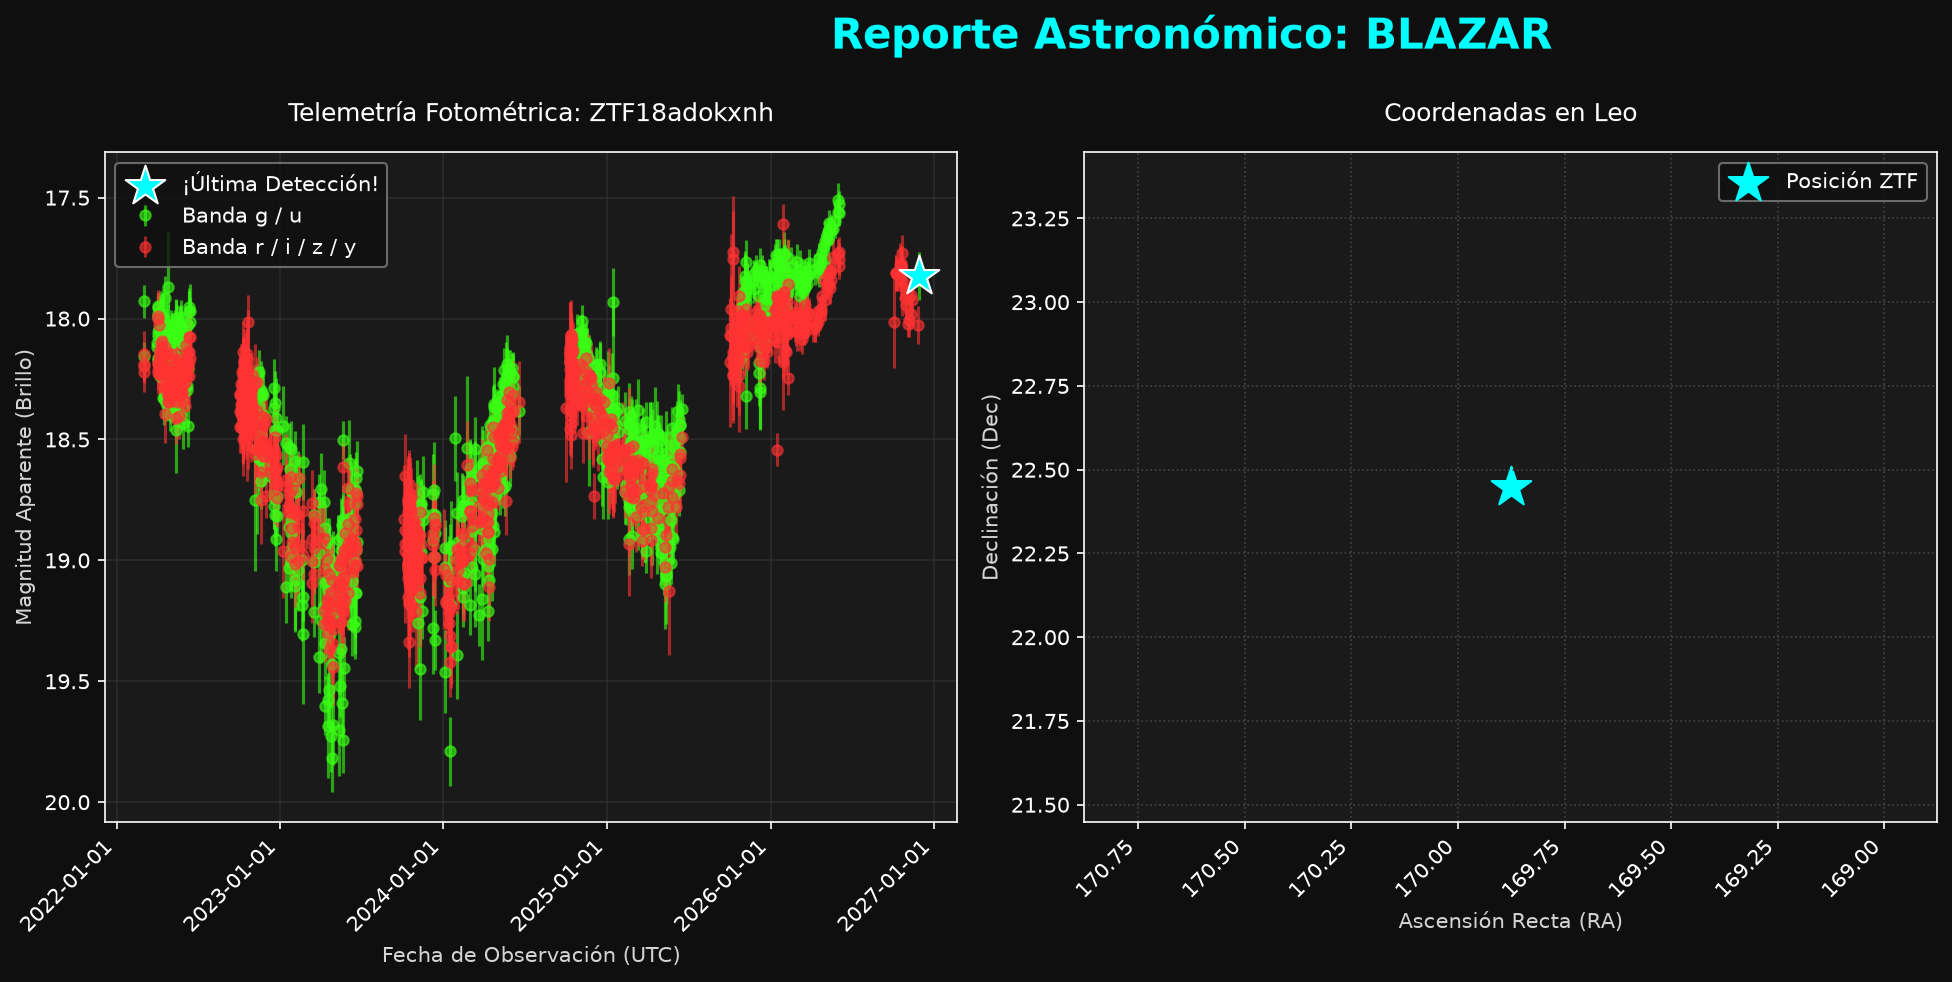 Reporte Astronómico: BLAZAR
Telemetría Fotométrica: ZTF18adokxnh
¡Última Detección!
Banda g / u
Banda r / i / z / y
Magnitud Aparente (Brillo)
17.5
18.0
18.5
19.0
19.5
20.0
2022-01-01
2023-01-01
2024-01-01
2025-01-01
2026-01-01
2027-01-01
Fecha de Observación (UTC)
Coordenadas en Leo
Posición ZTF
Declinación (Dec)
23.25
23.00
22.75
22.50
22.25
22.00
21.75
21.50
170.75
170.50
170.25
170.00
169.75
169.50
169.25
169.00
Ascensión Recta (RA)